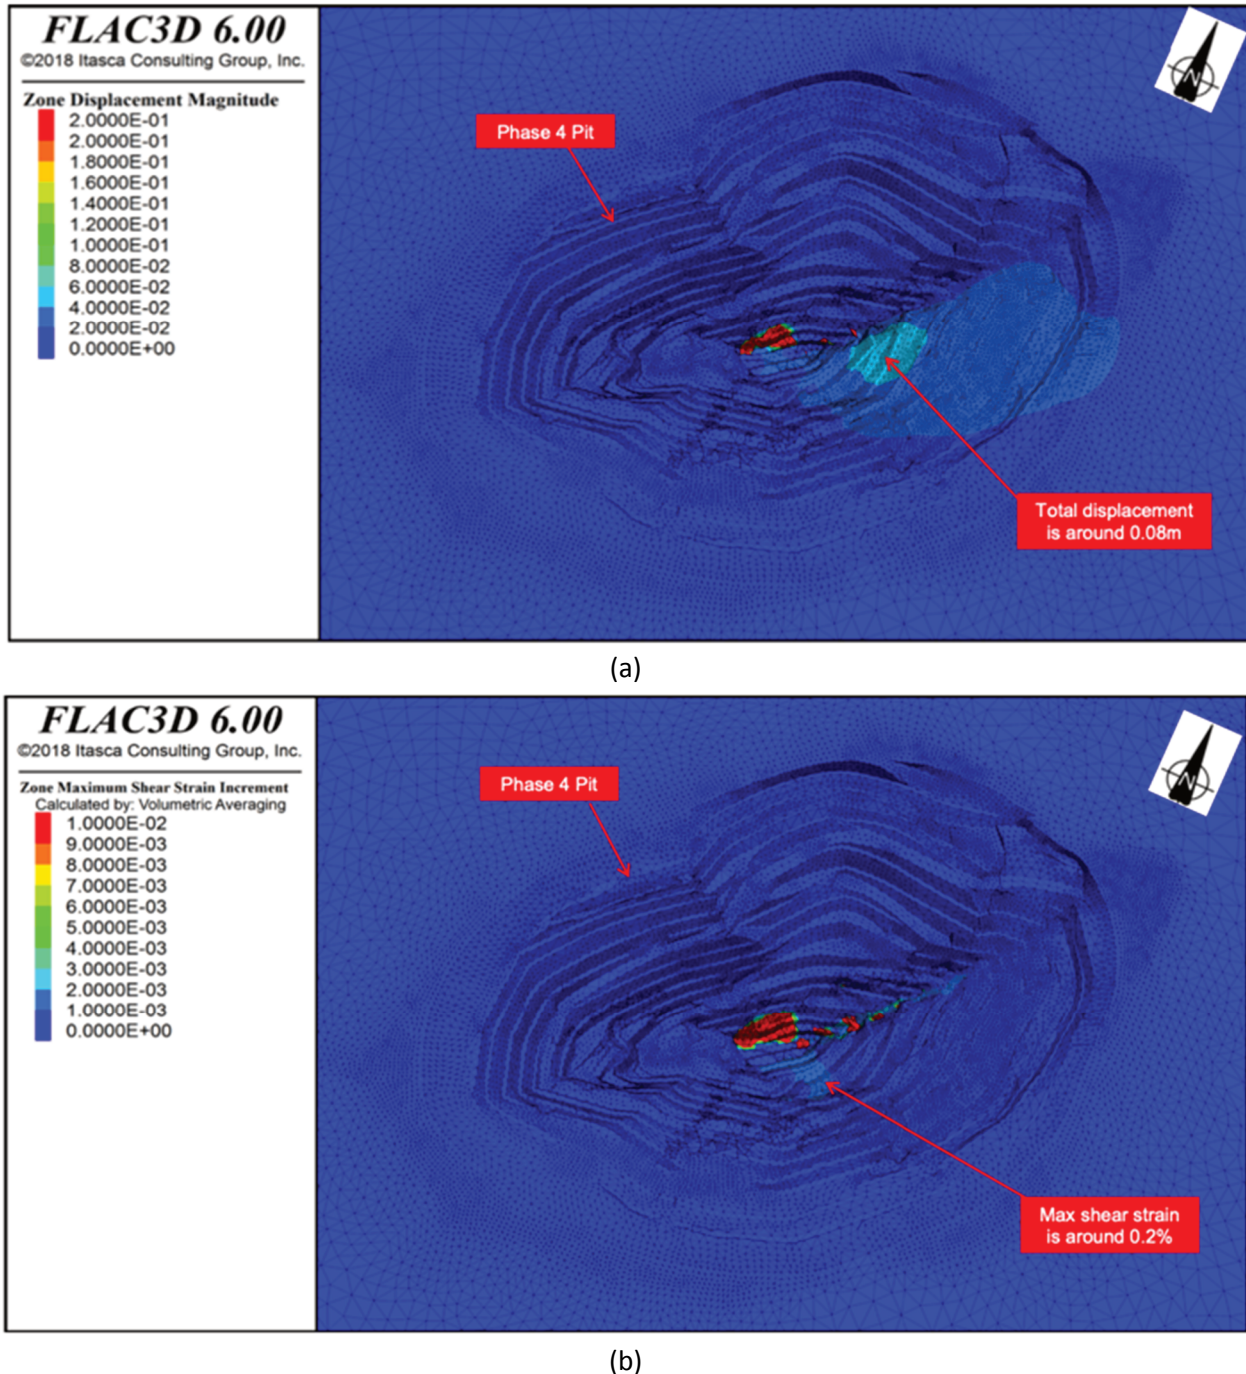 FLAC3D 6.00
©2018 Itasca Consulting Group, Inc.
Zone Displacement Magnitude
2.0000E-01
2.0000E-01
1.8000E-01
1.6000E-01
1.4000E-01
1.2000E-01
1.0000E-01
8.0000E-02
6.0000E-02
4.0000E-02
2.0000E-02
0.0000E+00
Phase 4 Pit
N
Total displacement
is around 0.08m
(a)
FLAC3D 6.00
©2018 Itasca Consulting Group, Inc.
Zone Maximum Shear Strain Increment
Calculated by: Volumetric Averaging
1.0000E-02
9.0000E-03
8.0000E-03
7.0000E-03
6.0000E-03
5.0000E-03
4.0000E-03
3.0000E-03
2.0000E-03
1.0000E-03
0.0000E+00
Phase 4 Pit
N
Max shear strain
is around 0.2%
(b)